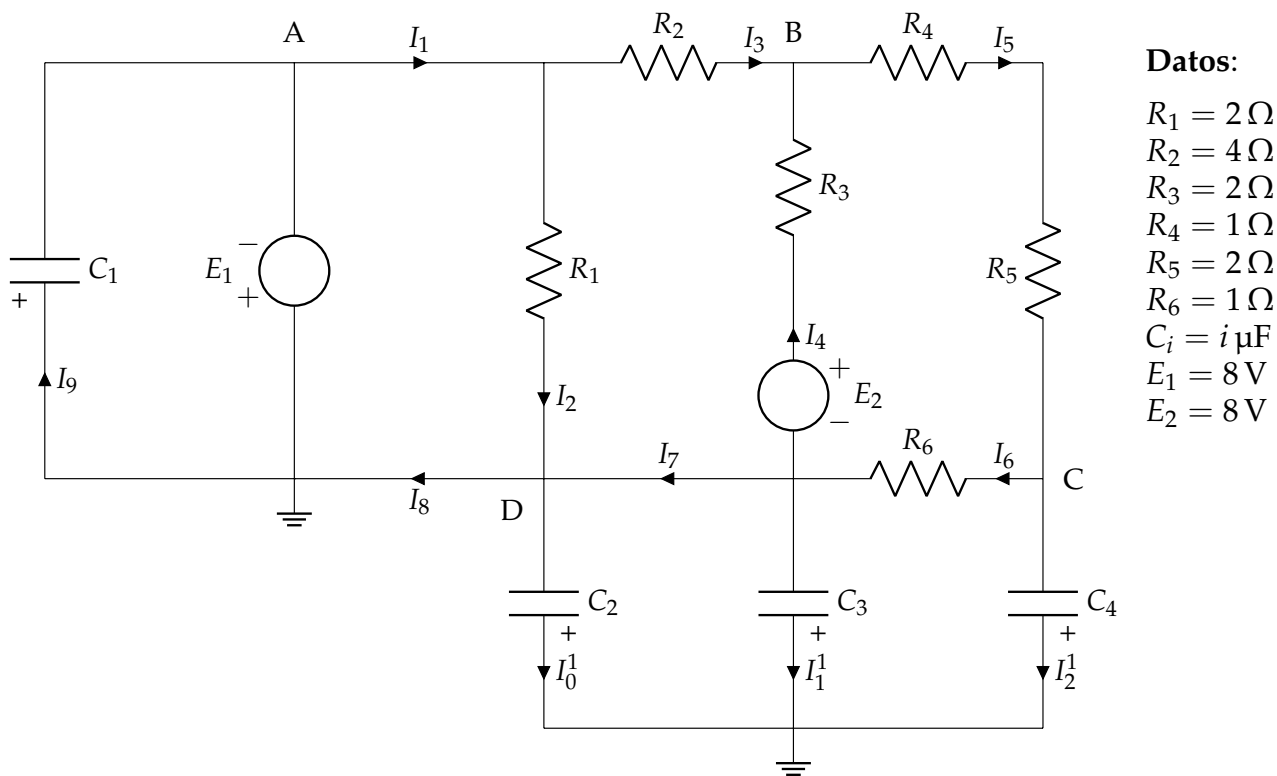 A
I₁
R₂
I₃
B
R₄
I₅
Datos:
R₁ = 2 Ω
R₂ = 4 Ω
R₃ = 2 Ω
R₄ = 1 Ω
R₅ = 2 Ω
R₆ = 1 Ω
Cᵢ = i µF
E₁ = 8 V
E₂ = 8 V
R₃
C₁
+
E₁
−
+
R₁
R₅
I₄
I₉
I₂
+
E₂
−
R₆
I₇
I₆
C
I₈
D
C₂
+
C₃
+
C₄
+
I₀¹
I₁¹
I₂¹